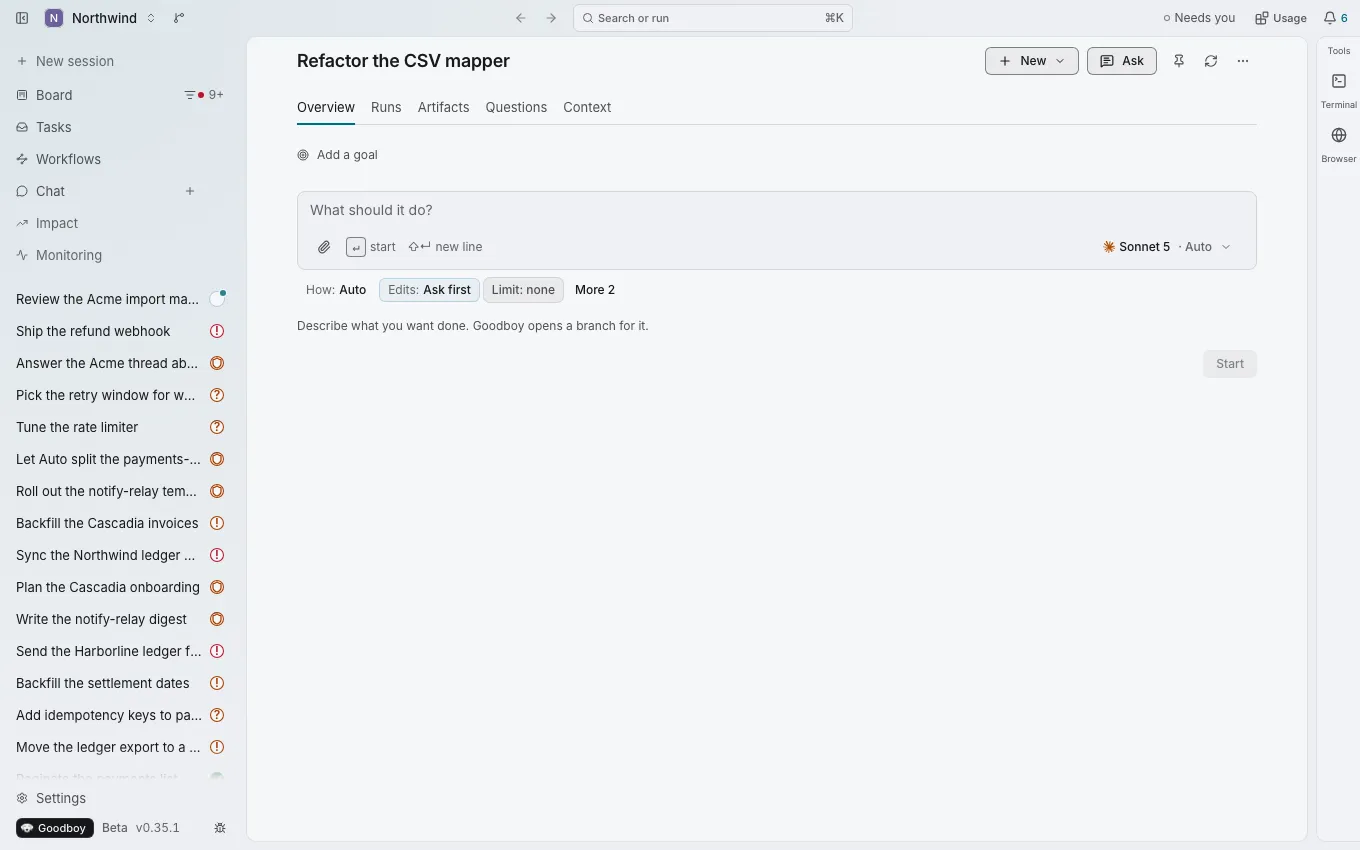 N Northwind
Search or run ⌘K
Needs you
Usage
6
New session
Board 9+
Tasks
Workflows
Chat
Impact
Monitoring
Review the Acme import ma...
Ship the refund webhook
Answer the Acme thread ab...
Pick the retry window for w...
Tune the rate limiter
Let Auto split the payments-...
Roll out the notify-relay tem...
Backfill the Cascadia invoices
Sync the Northwind ledger ...
Plan the Cascadia onboarding
Write the notify-relay digest
Send the Harborline ledger f...
Backfill the settlement dates
Add idempotency keys to pa...
Move the ledger export to a ...
Paginate the payments list
Settings
Goodboy Beta v0.35.1
Refactor the CSV mapper
New
Ask
Overview Runs Artifacts Questions Context
Add a goal
What should it do?
start new line
Sonnet 5 · Auto
How: Auto Edits: Ask first Limit: none More 2
Describe what you want done. Goodboy opens a branch for it.
Start
Tools
Terminal
Browser